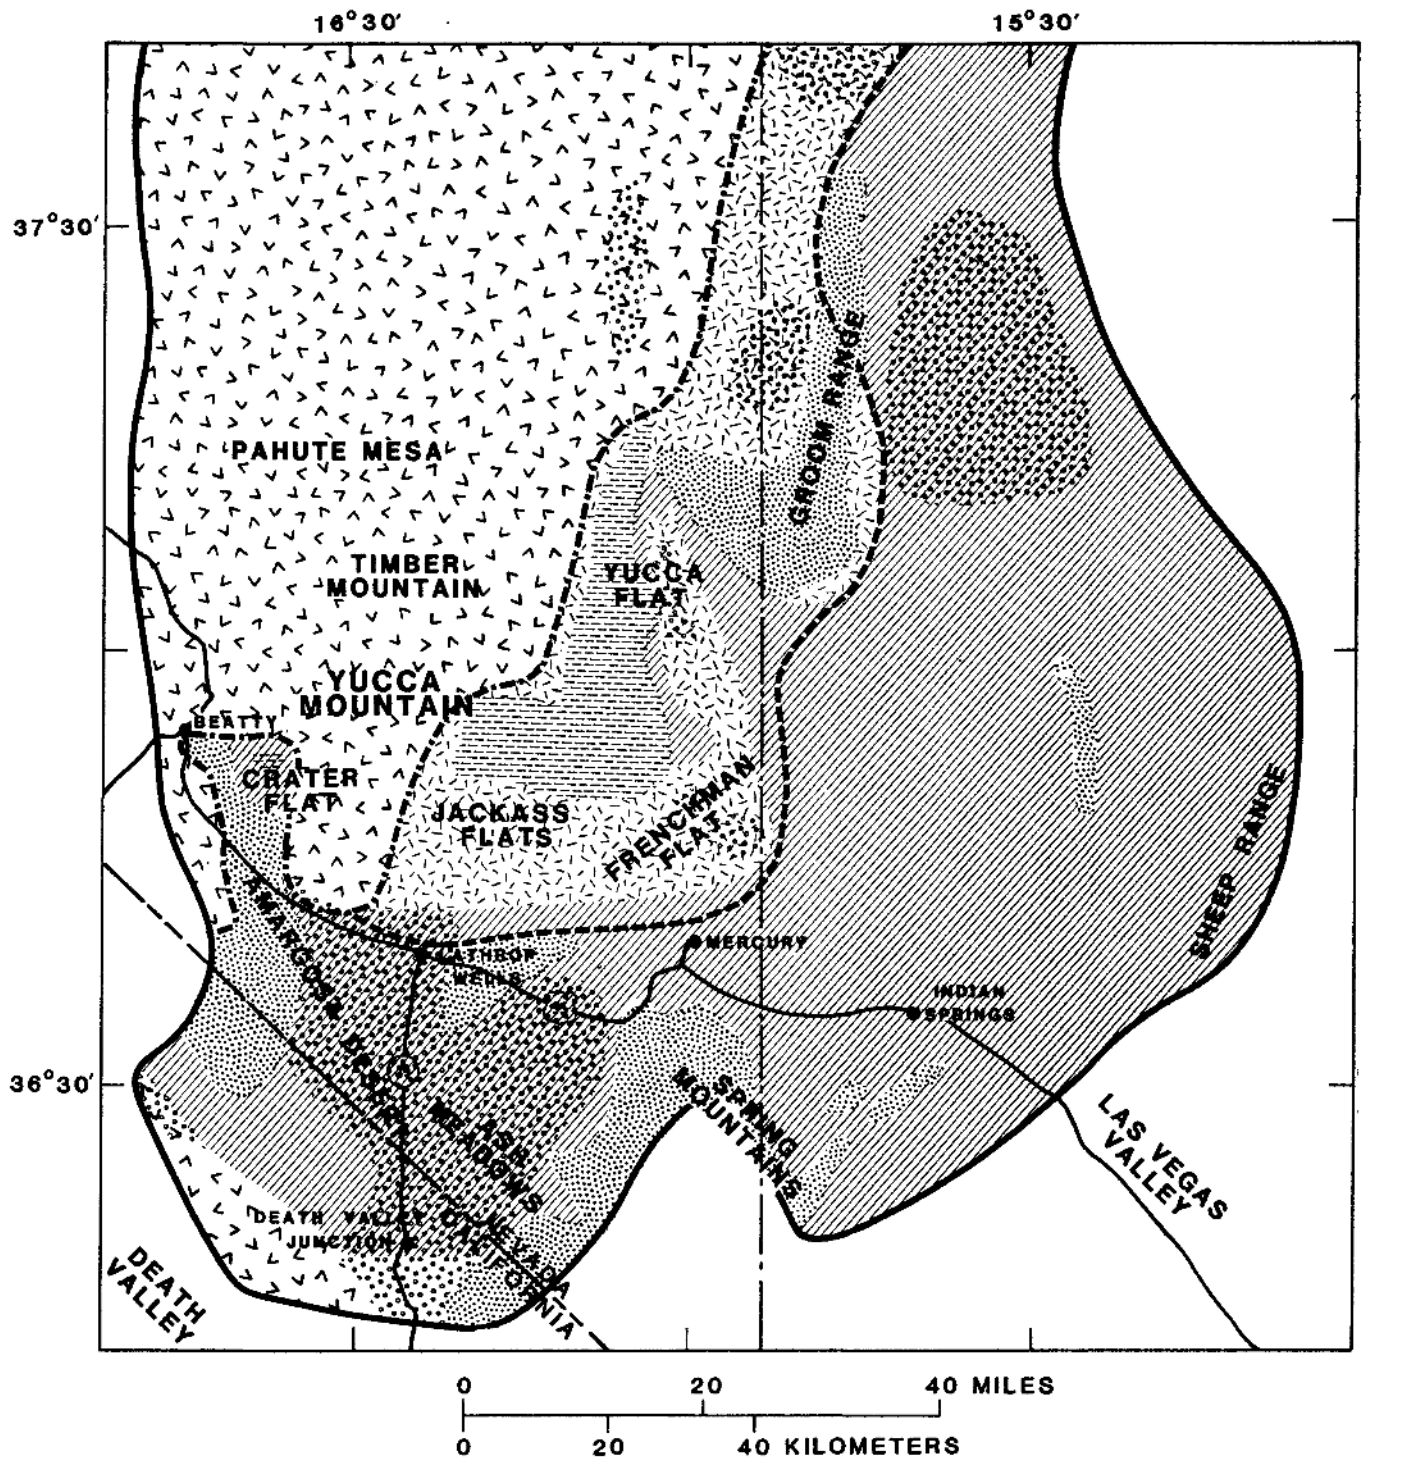 16°30' 15°30'
37°30'
GROOM RANGE
PAHUTE MESA
TIMBER
MOUNTAIN
YUCCA
FLAT
YUCCA
MOUNTAIN
BEATTY
CRATER
FLAT
JACKASS
FLATS
FRENCHMAN
FLAT
SHEEP RANGE
AMARGOSA DESERT
MERCURY
LATHROP
WELLS
INDIAN
SPRINGS
36°30'
SPRING
MOUNTAINS
ASH
MEADOWS
LAS VEGAS
VALLEY
DEATH VALLEY
JUNCTION
NEVADA
CALIFORNIA
DEATH
VALLEY
0 20 40 MILES
0 20 40 KILOMETERS